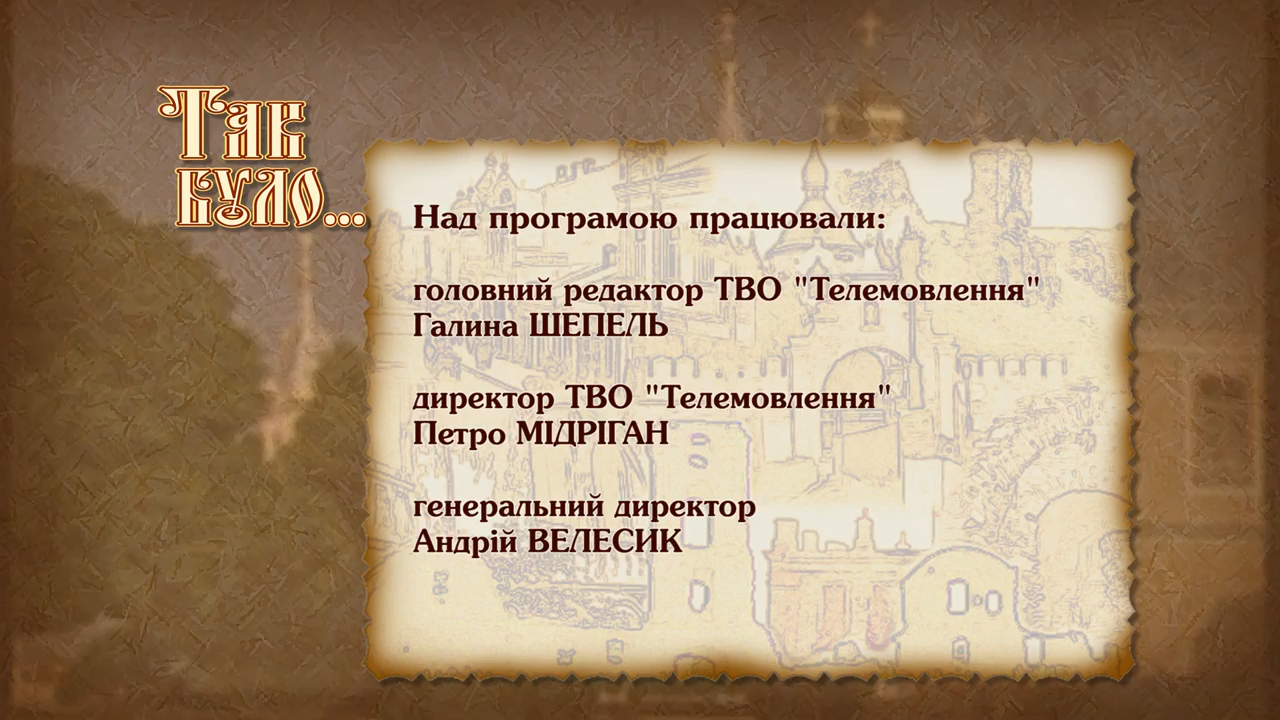 Так
було...
Над програмою працювали:
головний редактор ТВО "Телемовлення"
Галина ШЕПЕЛЬ
директор ТВО "Телемовлення"
Петро МІДРІГАН
генеральний директор
Андрій ВЕЛЕСИК